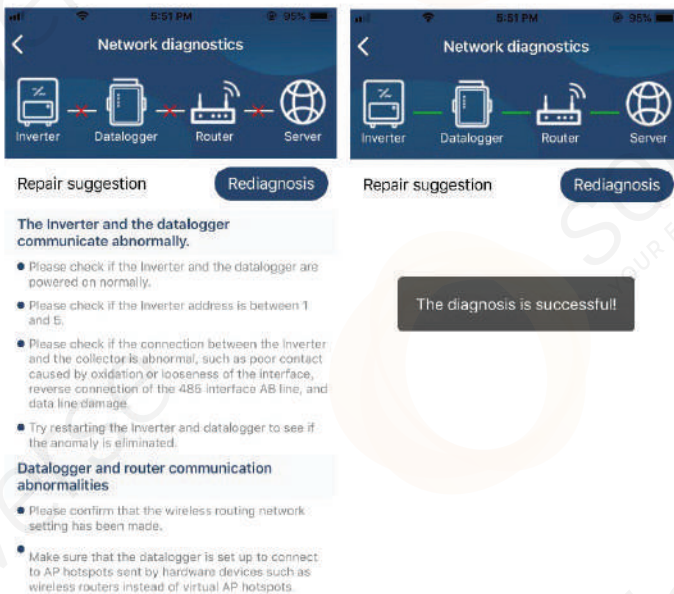 5:51 PM 95%
Network diagnostics
Inverter Datalogger Router Server
Repair suggestion Rediagnosis
The Inverter and the datalogger
communicate abnormally.
Please check if the Inverter and the datalogger are
powered on normally.
Please check if the Inverter address is between 1
and 5.
Please check if the connection between the Inverter
and the collector is abnormal, such as poor contact
caused by oxidation or looseness of the interface,
reverse connection of the 485 interface AB line, and
data line damage
Try restarting the Inverter and datalogger to see if
the anomaly is eliminated.
Datalogger and router communication
abnormalities
Please confirm that the wireless routing network
setting has been made.
Make sure that the datalogger is set up to connect
to AP hotspots sent by hardware devices such as
wireless routers instead of virtual AP hotspots.
5:51 PM 95%
Network diagnostics
Inverter Datalogger Router Server
Repair suggestion Rediagnosis
The diagnosis is successful!